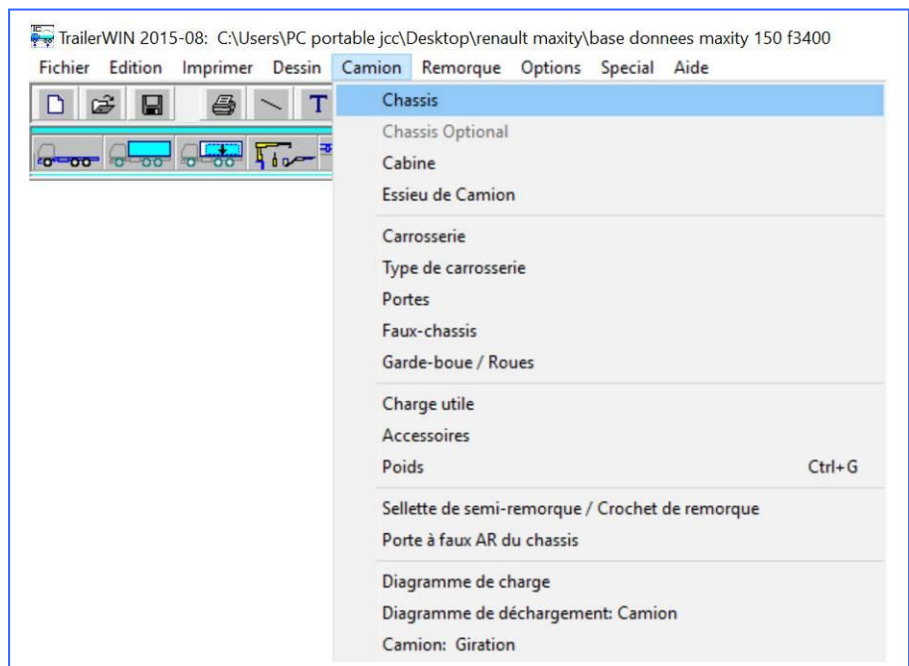 TrailerWIN 2015-08: C:\Users\PC portable jcc\Desktop\renault maxity\base donnees maxity 150 f3400
Fichier Edition Imprimer Dessin Camion Remorque Options Special Aide
T
Chassis
Chassis Optional
Cabine
Essieu de Camion
Carrosserie
Type de carrosserie
Portes
Faux-chassis
Garde-boue / Roues
Charge utile
Accessoires
Poids Ctrl+G
Sellette de semi-remorque / Crochet de remorque
Porte à faux AR du chassis
Diagramme de charge
Diagramme de déchargement: Camion
Camion: Giration